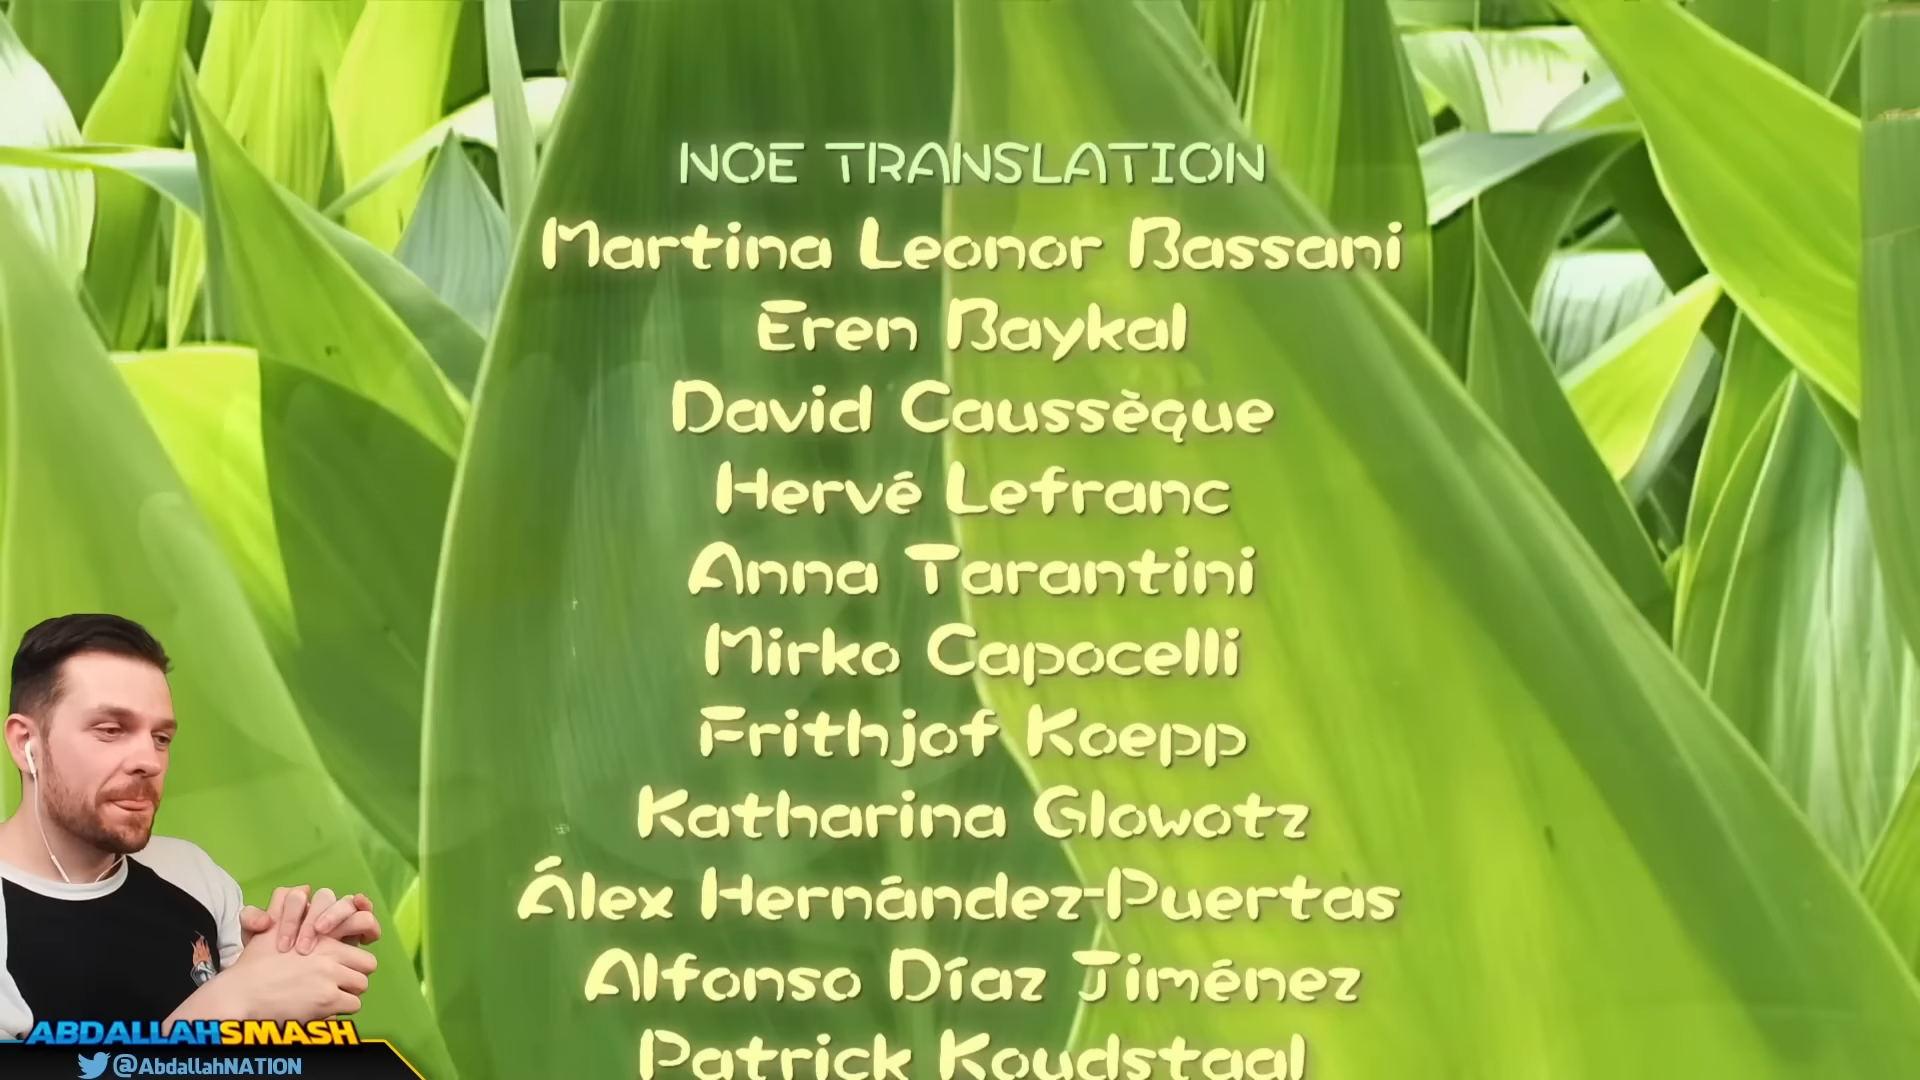 NOE TRANSLATION
Martina Leonor Bassani
Eren Baykal
David Caussèque
Hervé Lefranc
Anna Tarantini
Mirko Capocelli
Frithjof Koepp
Katharina Glowotz
Álex Hernández-Puertas
Alfonso Díaz Jiménez
Patrick Koudstaal
ABDALLAHSMASH
@AbdallahNATION